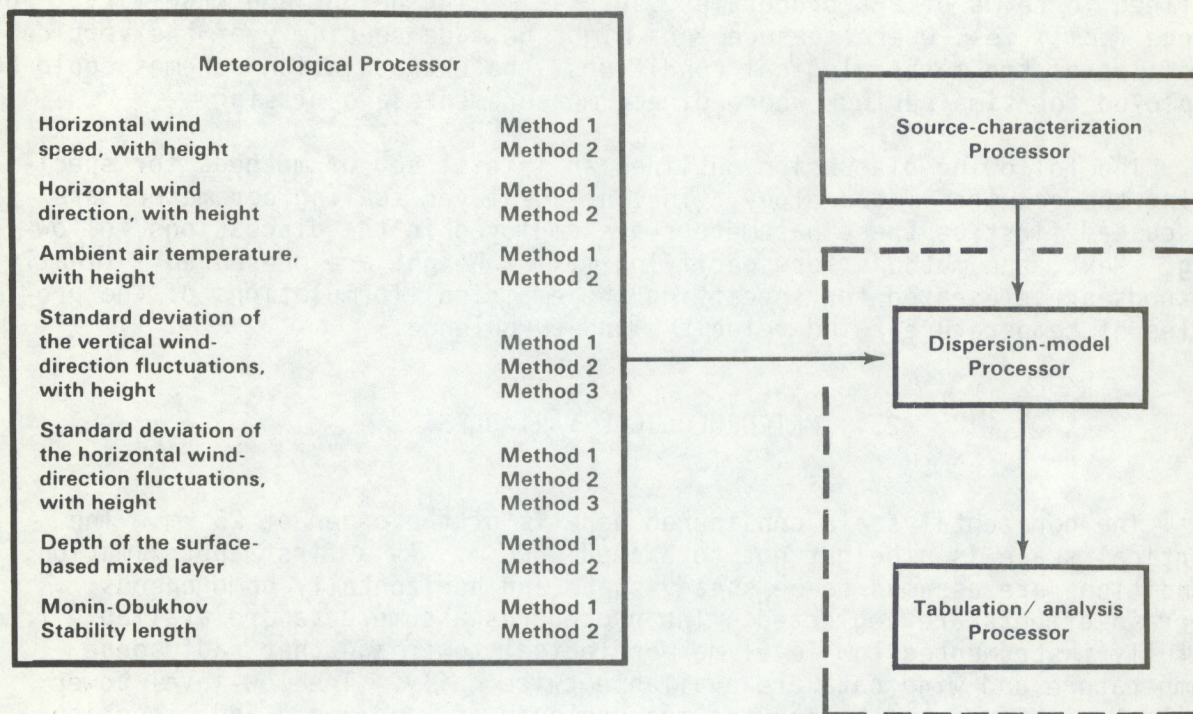 Meteorological Processor
Horizontal wind
speed, with height
Method 1
Method 2
Horizontal wind
direction, with height
Method 1
Method 2
Ambient air temperature,
with height
Method 1
Method 2
Standard deviation of
the vertical wind-
direction fluctuations,
with height
Method 1
Method 2
Method 3
Standard deviation of
the horizontal wind-
direction fluctuations,
with height
Method 1
Method 2
Method 3
Depth of the surface-
based mixed layer
Method 1
Method 2
Monin-Obukhov
Stability length
Method 1
Method 2
Source-characterization
Processor
Dispersion-model
Processor
Tabulation/ analysis
Processor